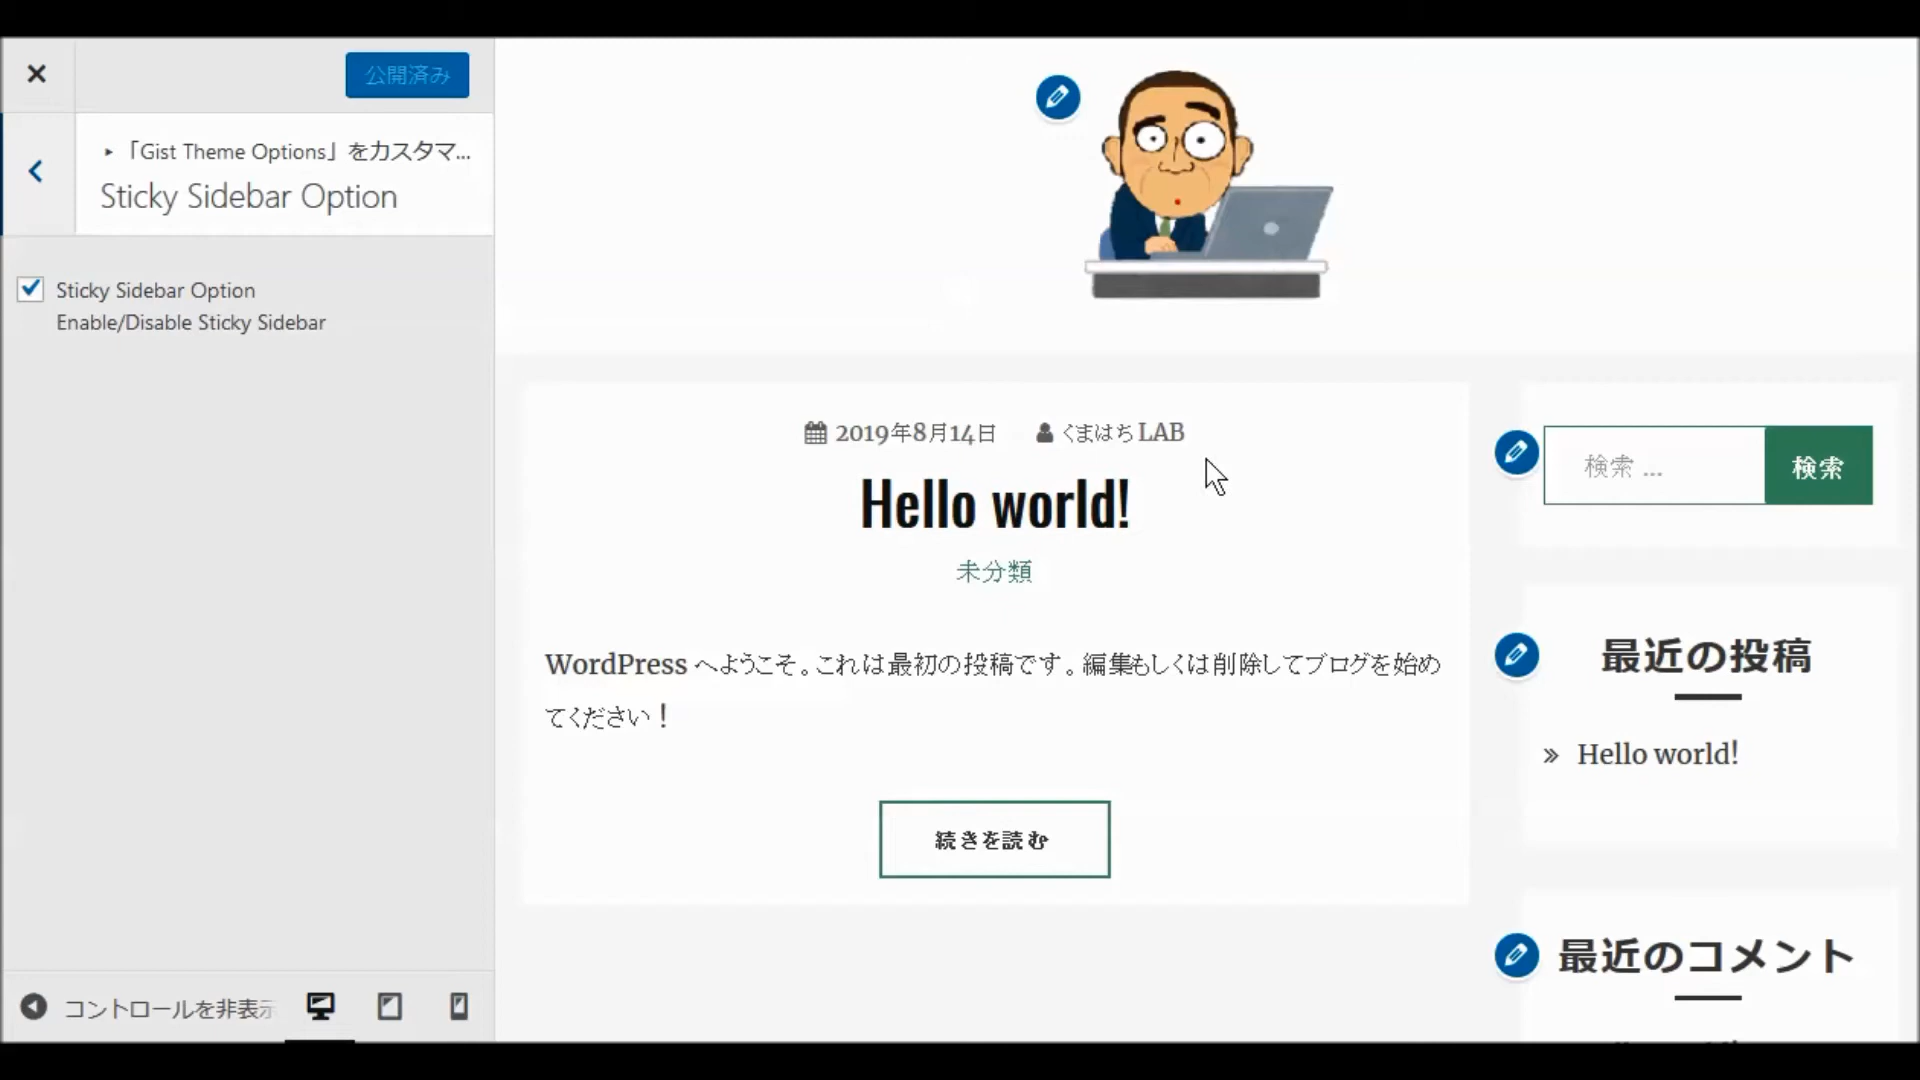 公開済み
「Gist Theme Options」をカスタマ...
Sticky Sidebar Option
Sticky Sidebar Option
Enable/Disable Sticky Sidebar
コントロールを非表示
2019年8月14日 くまはち LAB
Hello world!
未分類
WordPress へようこそ。これは最初の投稿です。編集もしくは削除してブログを始め
てください！
続きを読む
検索 ...
検索
最近の投稿
» Hello world!
最近のコメント